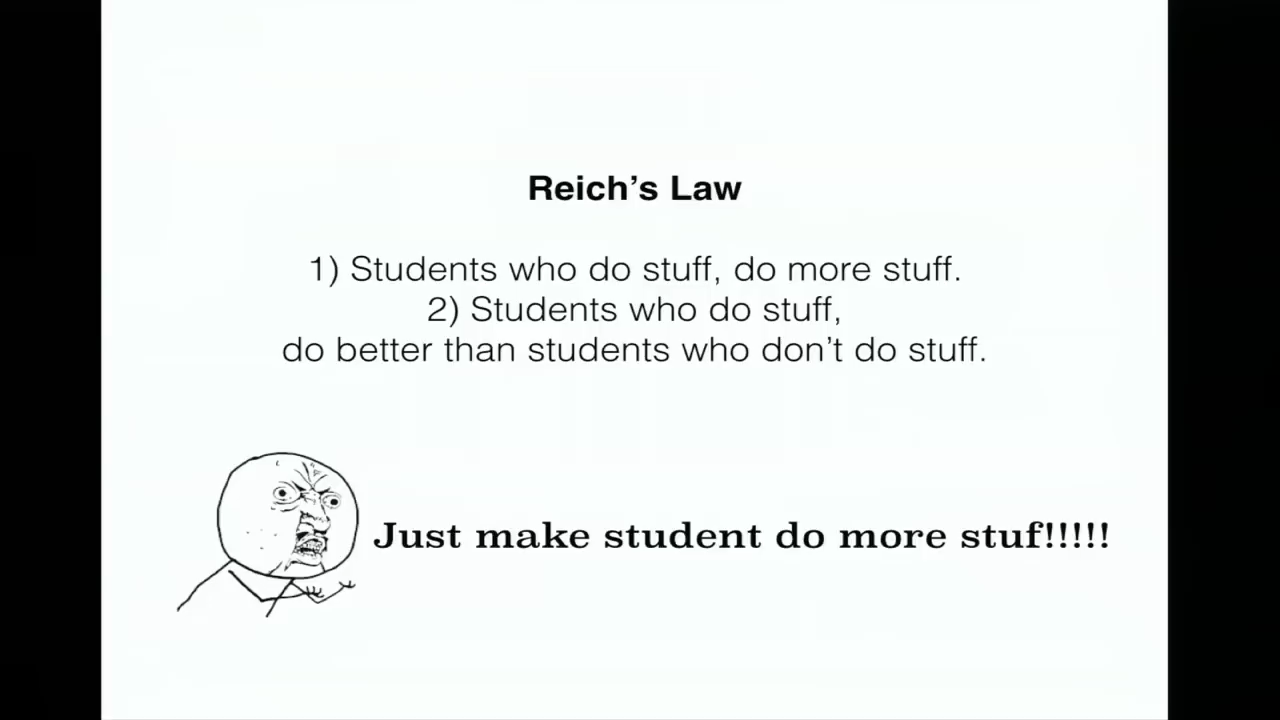 Reich’s Law
1) Students who do stuff, do more stuff.
2) Students who do stuff,
do better than students who don’t do stuff.
Just make student do more stuf!!!!!